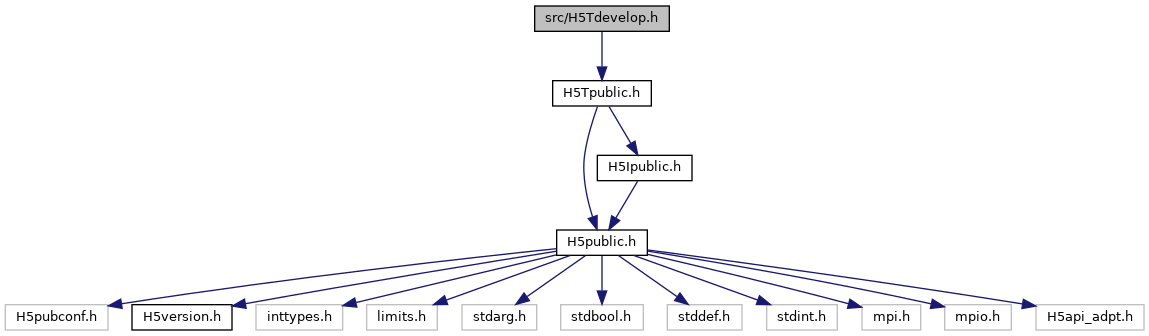 src/H5Tdevelop.h
H5Tpublic.h
H5Ipublic.h
H5public.h
H5pubconf.h
H5version.h
inttypes.h
limits.h
stdarg.h
stdbool.h
stddef.h
stdint.h
mpi.h
mpio.h
H5api_adpt.h